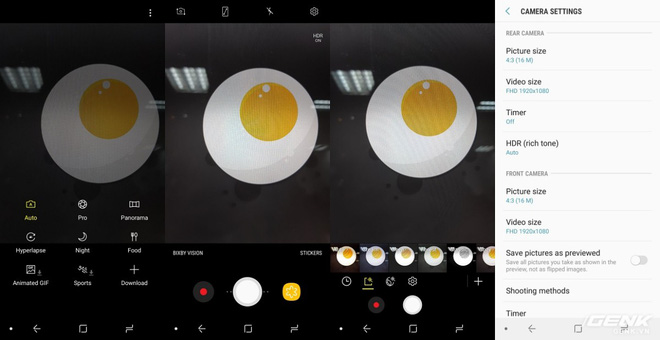 HDR
ON
Auto
Pro
Panorama
Hyperlapse
Night
Food
Animated GIF
Sports
Download
BIXBY VISION
STICKERS
CAMERA SETTINGS
REAR CAMERA
Picture size
4:3 (16 M)
Video size
FHD 1920x1080
Timer
Off
HDR (rich tone)
Auto
FRONT CAMERA
Picture size
4:3 (16 M)
Video size
FHD 1920x1080
Save pictures as previewed
Save all pictures you take as shown in the
preview, not as flipped images.
Shooting methods
Timer
GENK